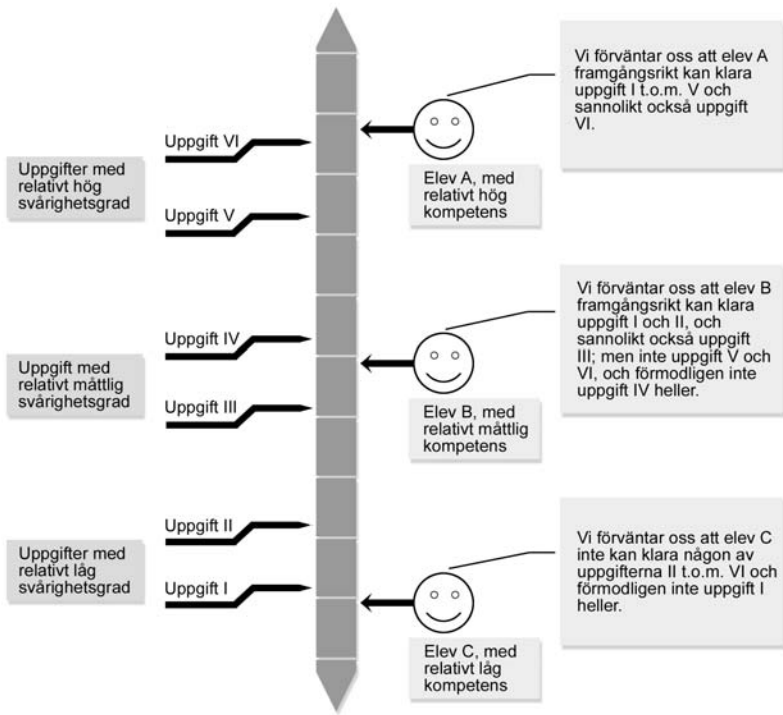 Uppgifter med
relativt hög
svårighetsgrad
Uppgift VI
Uppgift V
Elev A, med
relativt hög
kompetens
Vi förväntar oss att elev A
framgångsrikt kan klara
uppgift I t.o.m. V och
sannolikt också uppgift
VI.
Uppgift med
relativt måttlig
svårighetsgrad
Uppgift IV
Uppgift III
Elev B, med
relativt måttlig
kompetens
Vi förväntar oss att elev B
framgångsrikt kan klara
uppgift I och II, och
sannolikt också uppgift
III; men inte uppgift V och
VI, och förmodligen inte
uppgift IV heller.
Uppgifter med
relativt låg
svårighetsgrad
Uppgift II
Uppgift I
Elev C, med
relativt låg
kompetens
Vi förväntar oss att elev C
inte kan klara någon av
uppgifterna II t.o.m. VI och
förmodligen inte uppgift I
heller.